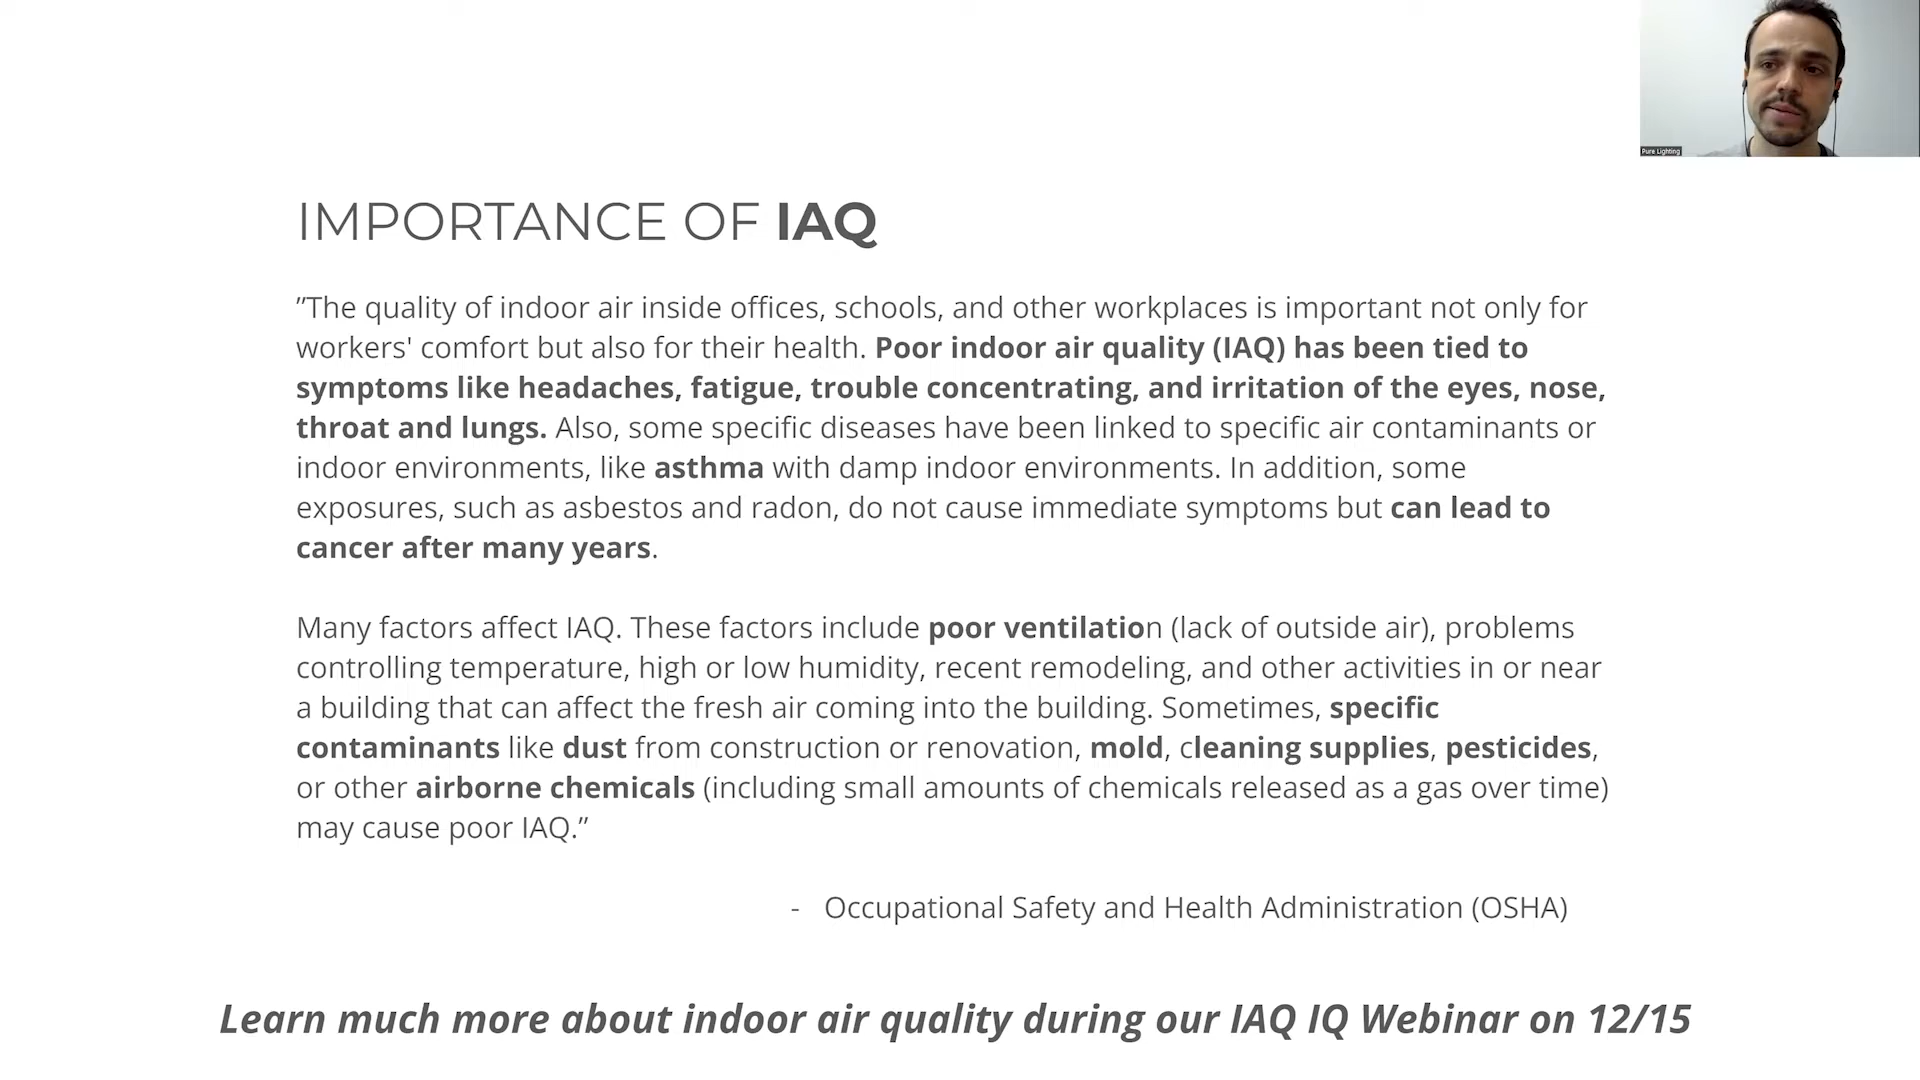 Pure Lighting
IMPORTANCE OF IAQ
”The quality of indoor air inside offices, schools, and other workplaces is important not only for
workers' comfort but also for their health. Poor indoor air quality (IAQ) has been tied to
symptoms like headaches, fatigue, trouble concentrating, and irritation of the eyes, nose,
throat and lungs. Also, some specific diseases have been linked to specific air contaminants or
indoor environments, like asthma with damp indoor environments. In addition, some
exposures, such as asbestos and radon, do not cause immediate symptoms but can lead to
cancer after many years.
Many factors affect IAQ. These factors include poor ventilation (lack of outside air), problems
controlling temperature, high or low humidity, recent remodeling, and other activities in or near
a building that can affect the fresh air coming into the building. Sometimes, specific
contaminants like dust from construction or renovation, mold, cleaning supplies, pesticides,
or other airborne chemicals (including small amounts of chemicals released as a gas over time)
may cause poor IAQ.”
- Occupational Safety and Health Administration (OSHA)
Learn much more about indoor air quality during our IAQ IQ Webinar on 12/15